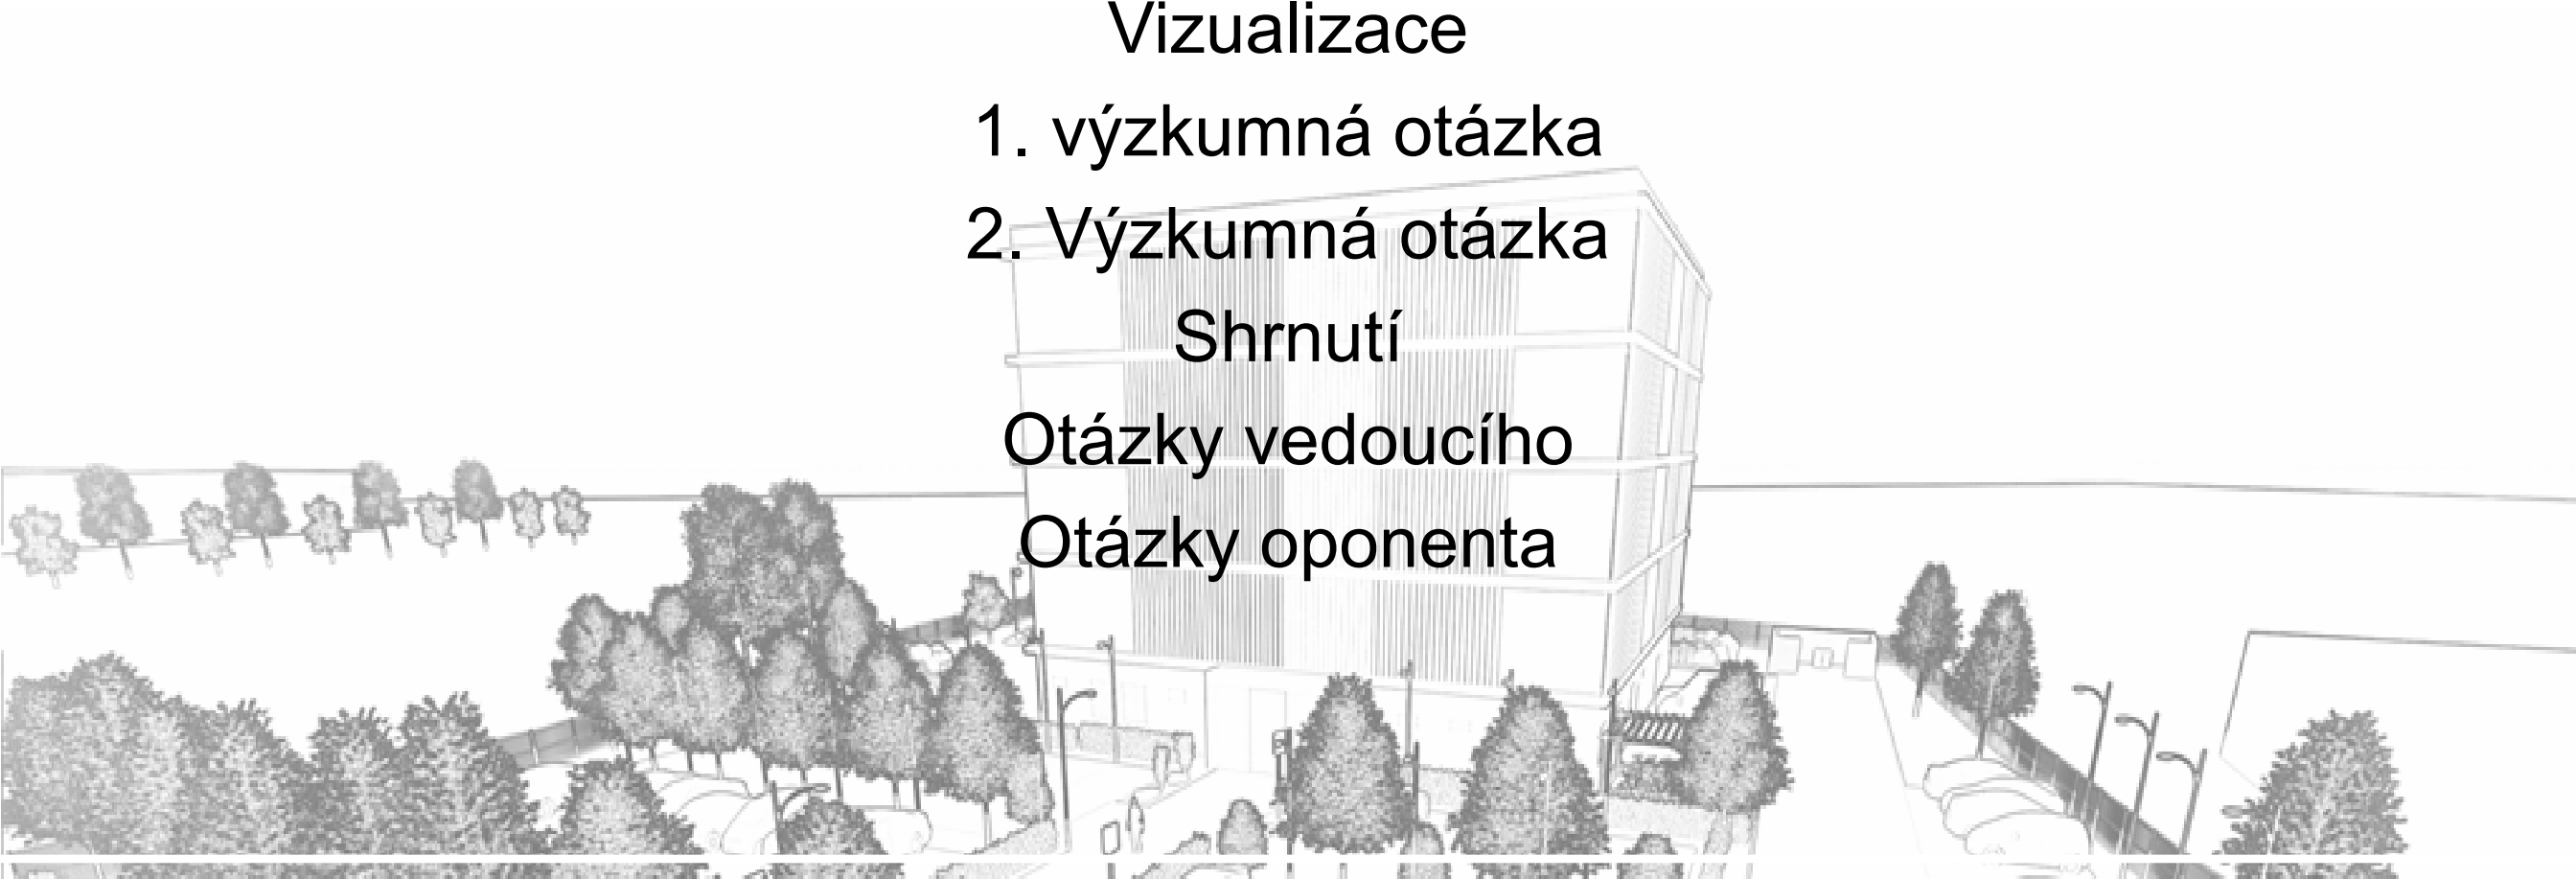 Vizualizace
1. výzkumná otázka
2. Výzkumná otázka
Shrnutí
Otázky vedoucího
Otázky oponenta